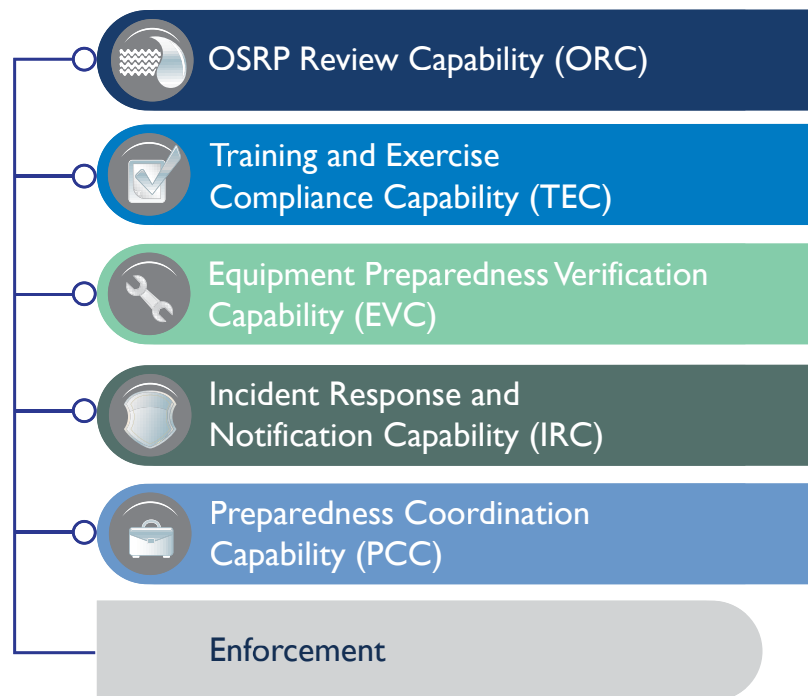 OSRP Review Capability (ORC)
Training and Exercise
Compliance Capability (TEC)
Equipment Preparedness Verification
Capability (EVC)
Incident Response and
Notification Capability (IRC)
Preparedness Coordination
Capability (PCC)
Enforcement